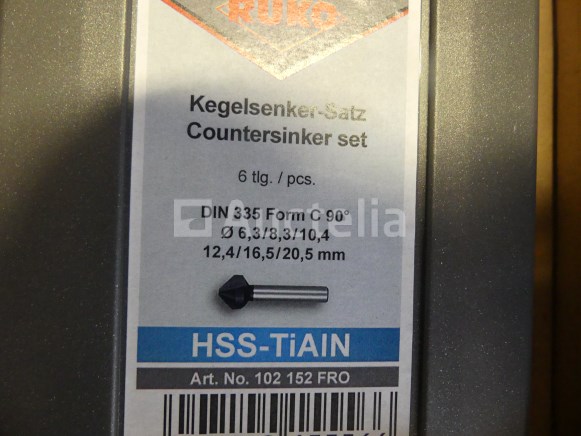 RUKO
Kegelsenker-Satz
Countersinker set
6 tlg. / pcs.
DIN 335 Form C 90°
Auctelia
Ø 6,3/8,3/10,4
12,4/16,5/20,5 mm
HSS-TiAlN
Art. No. 102 152 FRO